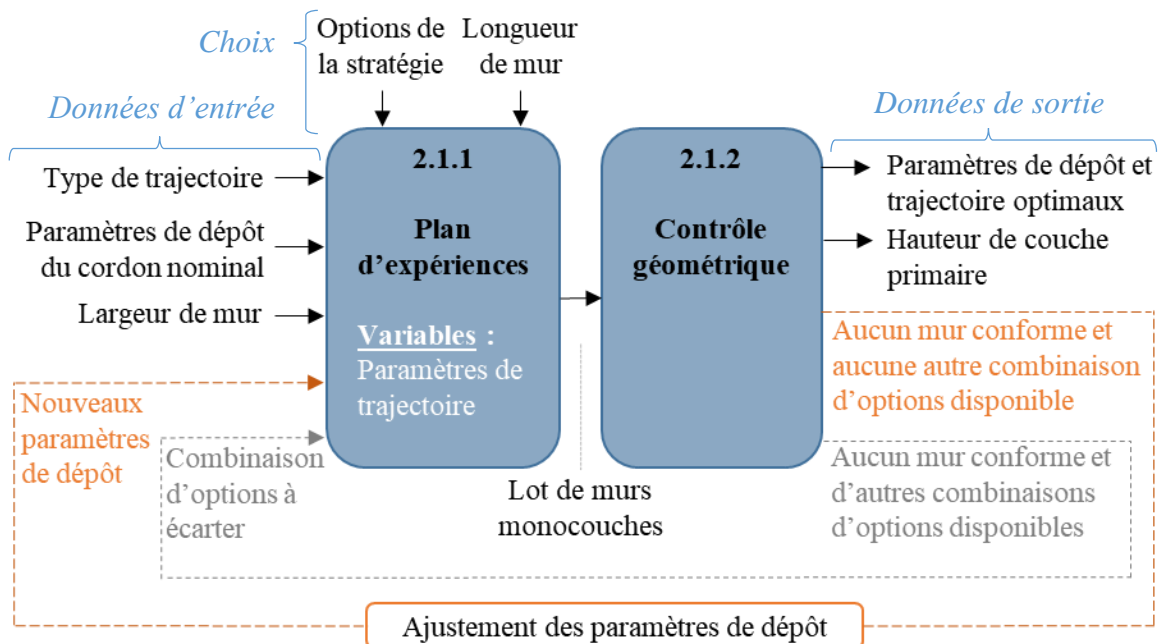 Choix
Options de
la stratégie
Longueur
de mur
Données d'entrée
Données de sortie
Type de trajectoire
Paramètres de dépôt
du cordon nominal
Largeur de mur
Nouveaux
paramètres
de dépôt
Combinaison
d'options à
écarter
2.1.1
Plan
d'expériences
Variables :
Paramètres de
trajectoire
Lot de murs
monocouches
2.1.2
Contrôle
géométrique
Paramètres de dépôt et
trajectoire optimaux
Hauteur de couche
primaire
Aucun mur conforme et
aucune autre combinaison
d'options disponible
Aucun mur conforme et
d'autres combinaisons
d'options disponibles
Ajustement des paramètres de dépôt